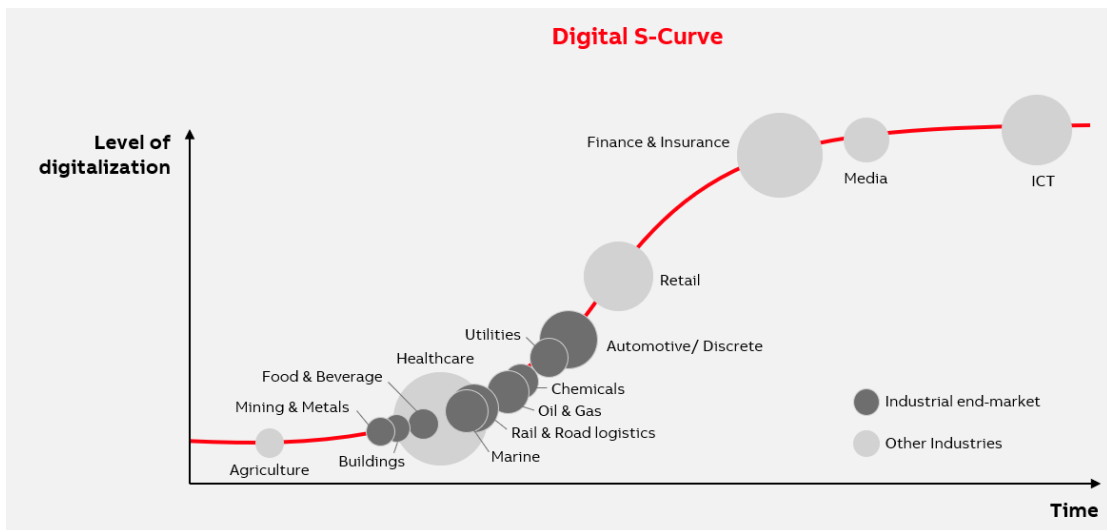 Digital S-Curve
Level of
digitalization
Finance & Insurance
Media
ICT
Retail
Utilities
Automotive/ Discrete
Healthcare
Food & Beverage
Chemicals
Mining & Metals
Oil & Gas
Rail & Road logistics
Marine
Buildings
Agriculture
Industrial end-market
Other Industries
Time